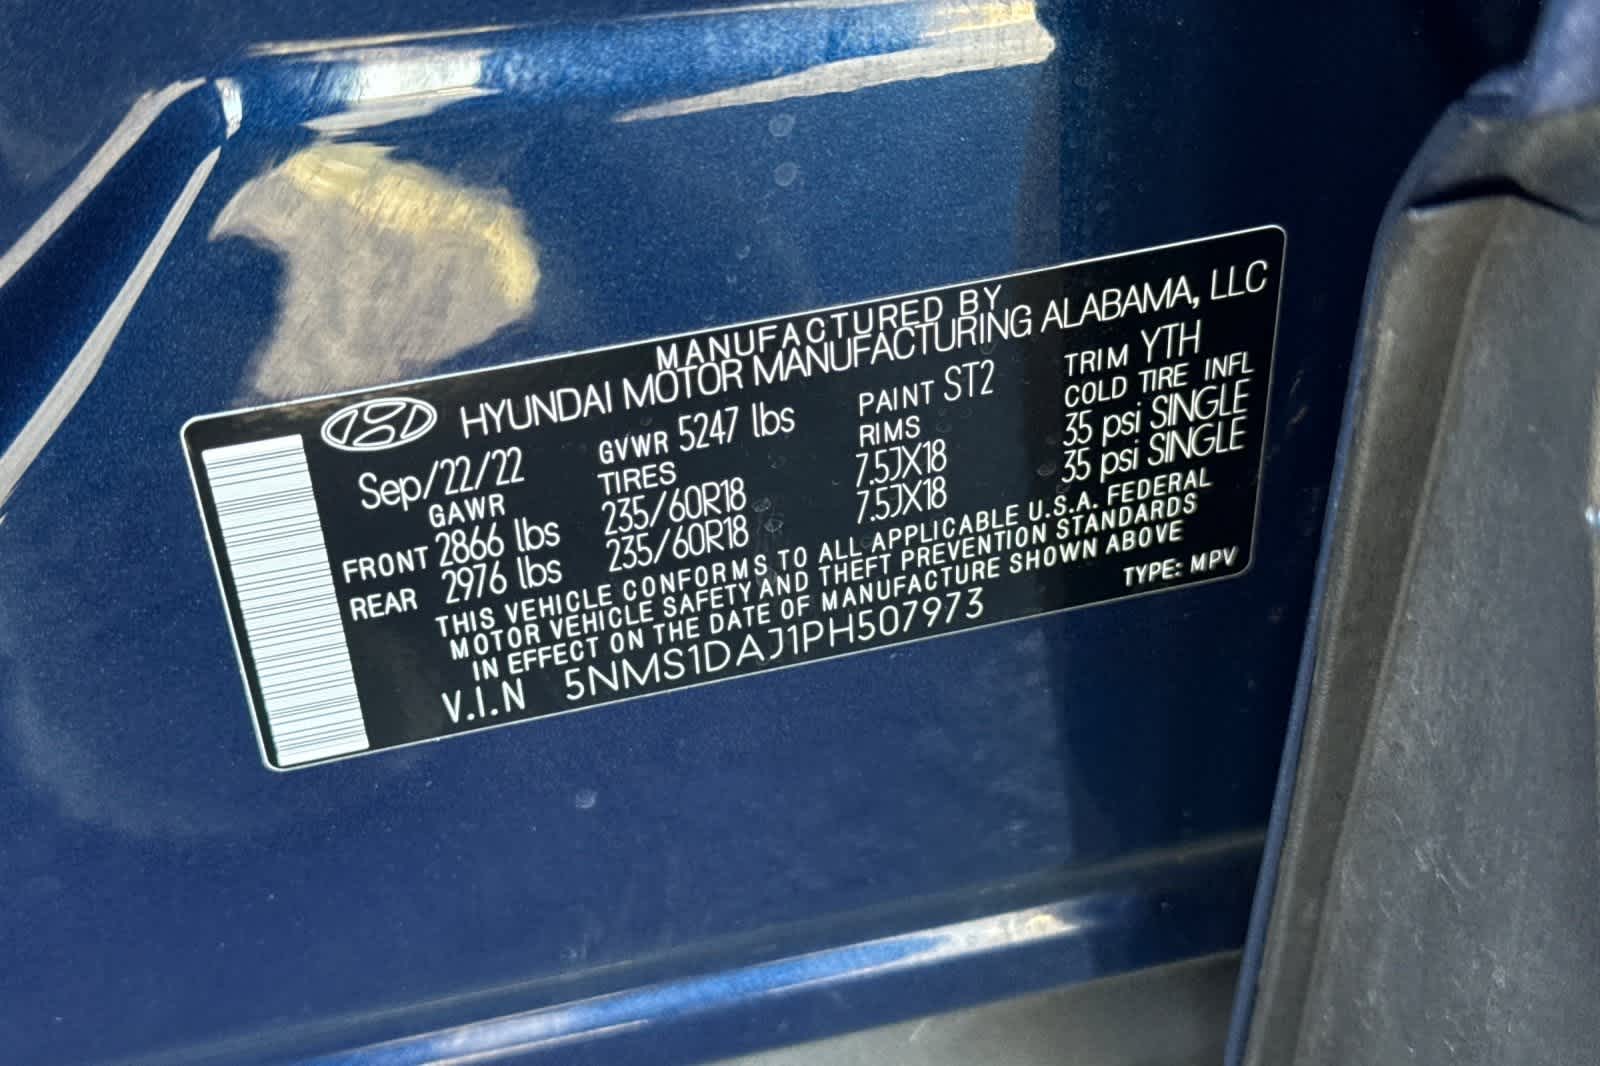 MANUFACTURED BY
HYUNDAI MOTOR MANUFACTURING ALABAMA, LLC
Sep/22/22 GVWR 5247 lbs PAINT ST2 TRIM YTH
GAWR TIRES RIMS COLD TIRE INFL
FRONT 2866 lbs 235/60R18 7.5JX18 35 psi SINGLE
REAR 2976 lbs 235/60R18 7.5JX18 35 psi SINGLE
THIS VEHICLE CONFORMS TO ALL APPLICABLE U.S.A. FEDERAL
MOTOR VEHICLE SAFETY AND THEFT PREVENTION STANDARDS
IN EFFECT ON THE DATE OF MANUFACTURE SHOWN ABOVE
V.I.N 5NMS1DAJ1PH507973 TYPE: MPV